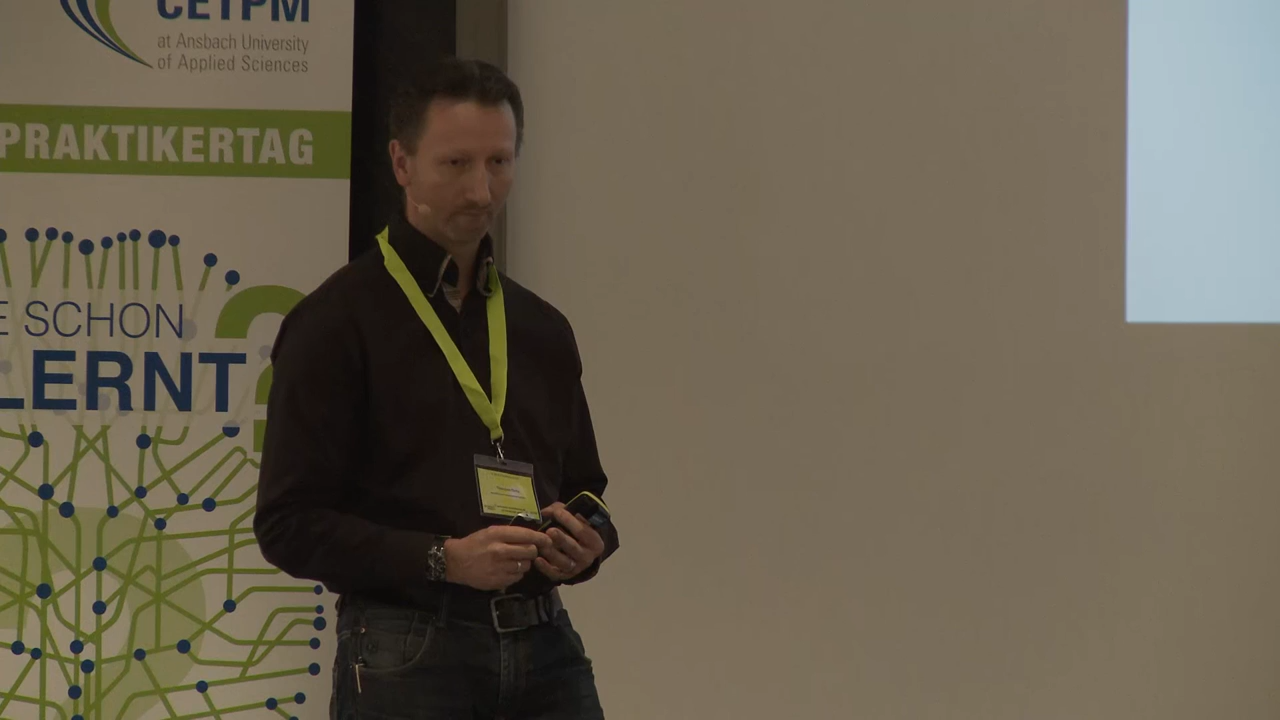 CETPM
at Ansbach University
of Applied Sciences
PRAKTIKERTAG
E SCHON
LERNT?